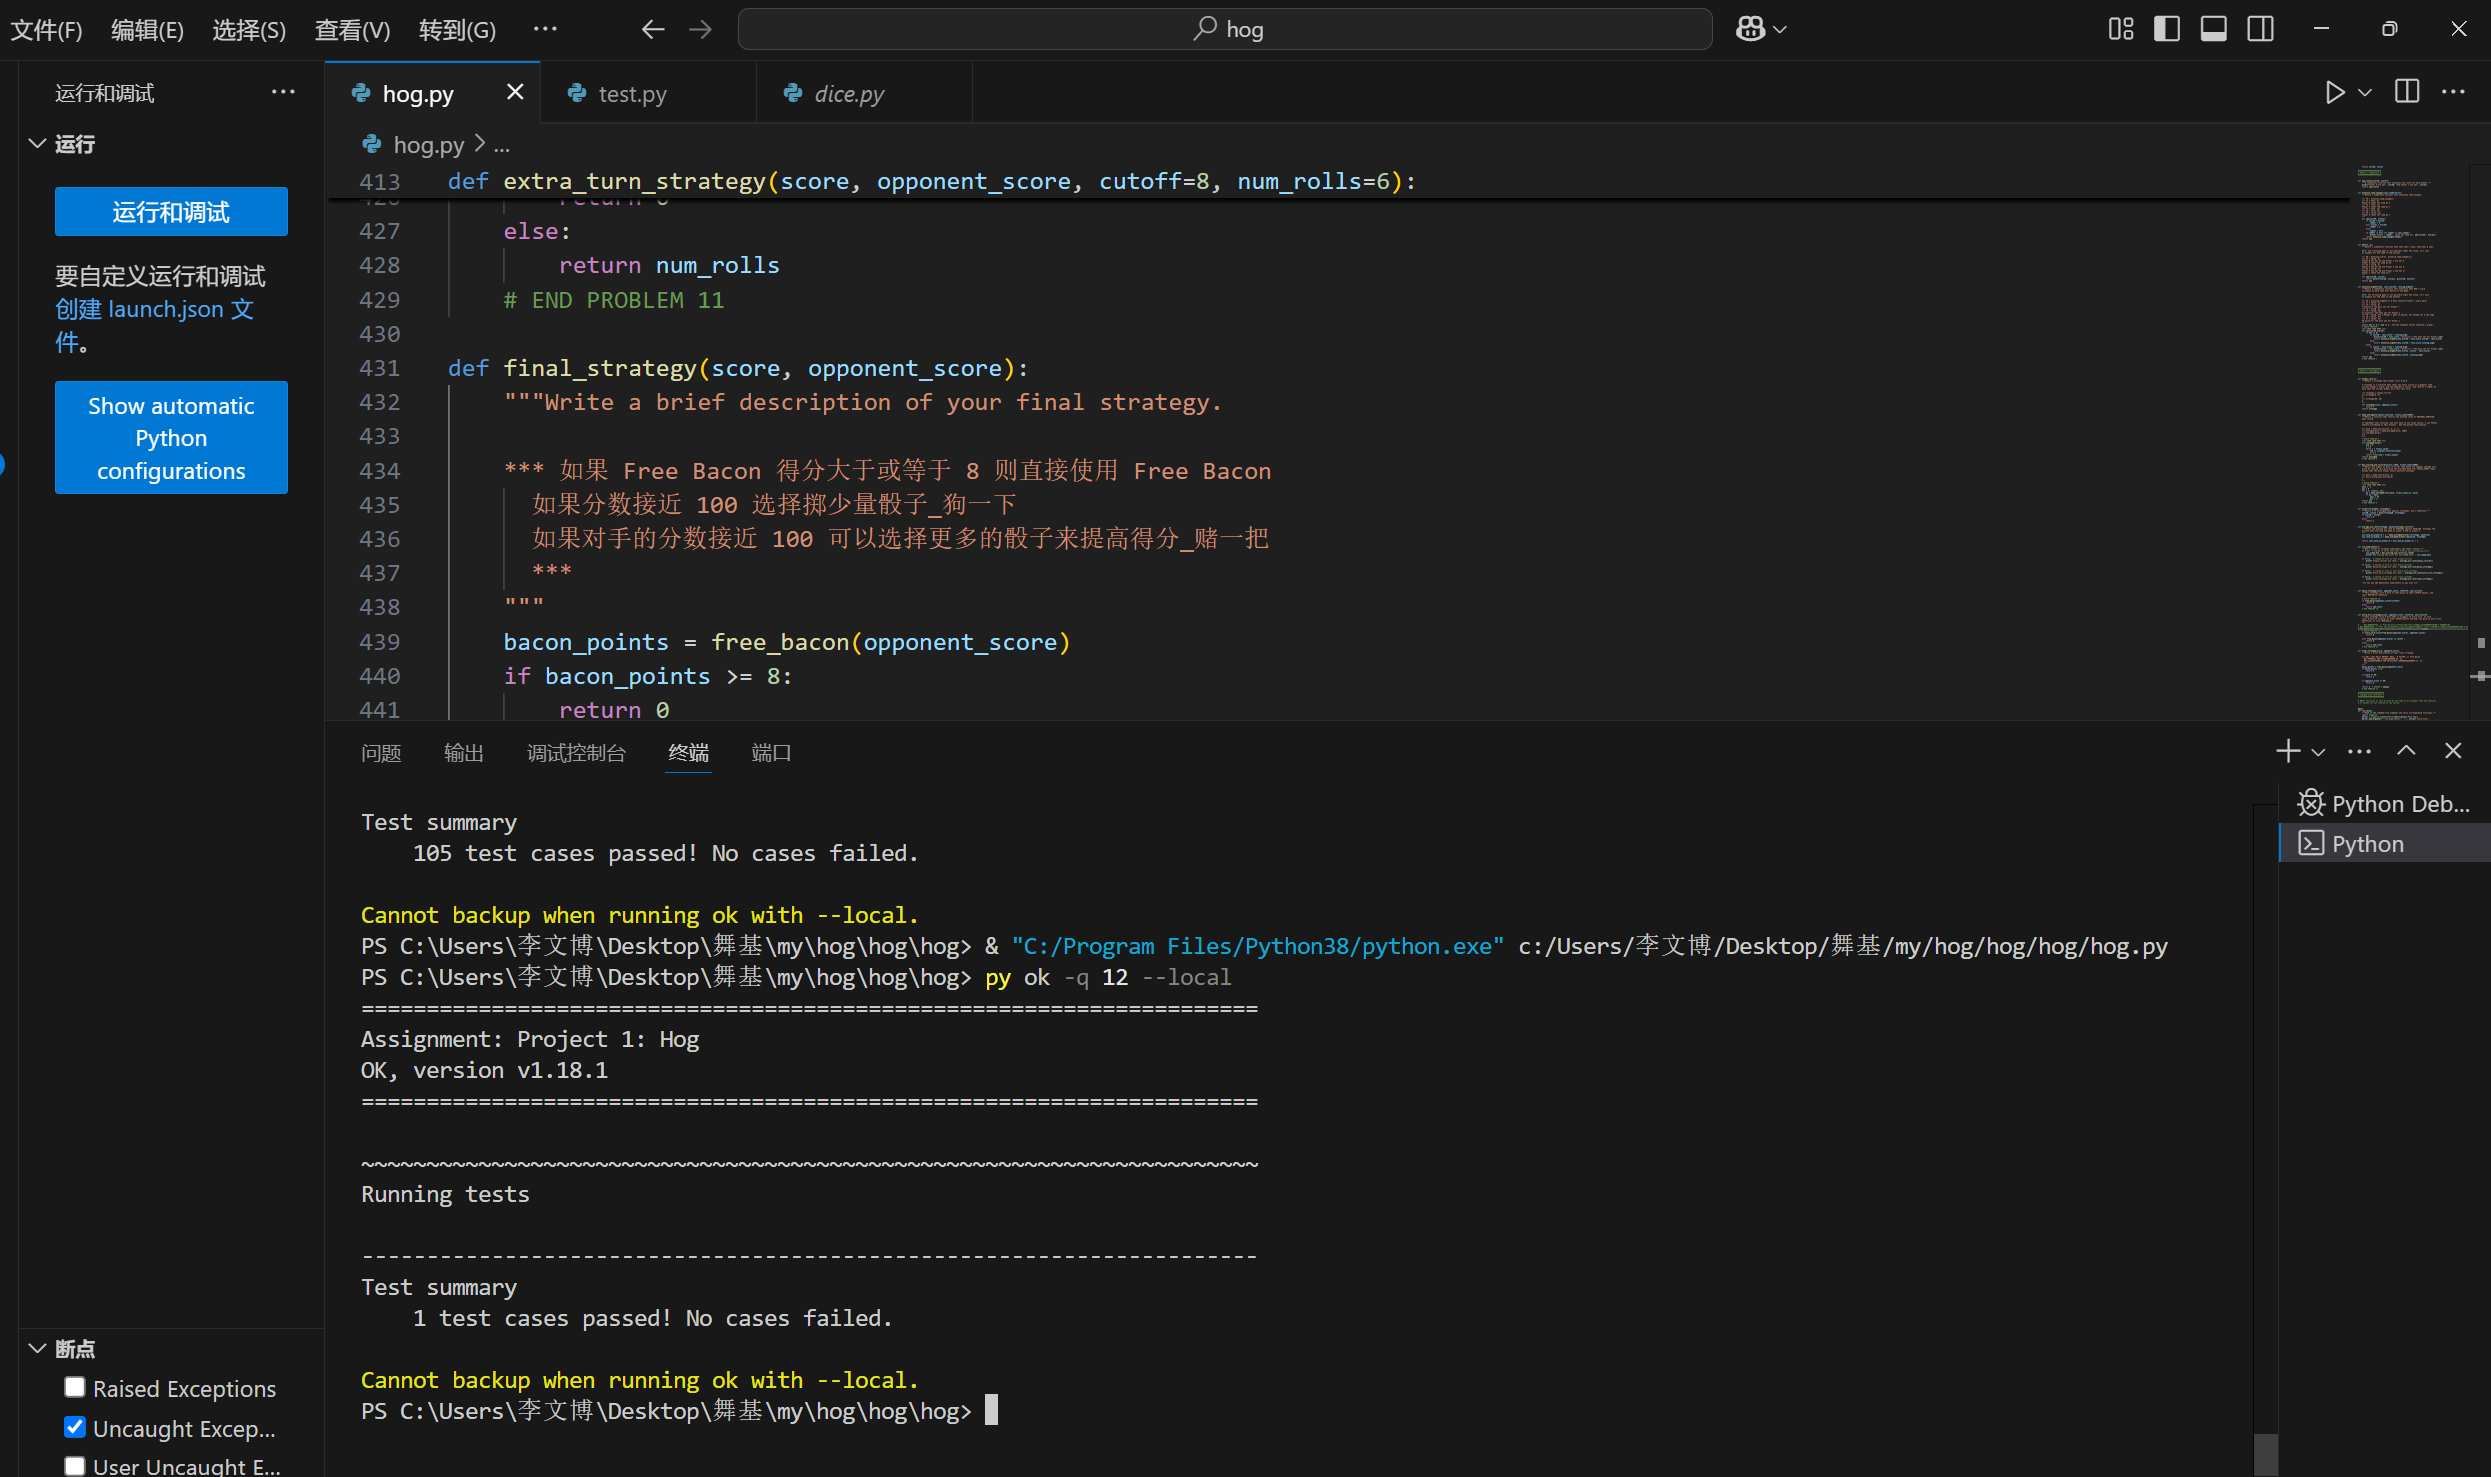 文件(F) 编辑(E) 选择(S) 查看(V) 转到(G) ··· hog
运行和调试 ···
hog.py test.py dice.py
运行
hog.py > ...
运行和调试
要自定义运行和调试
创建 launch.json 文
件。
Show automatic
Python
configurations
413 def extra_turn_strategy(score, opponent_score, cutoff=8, num_rolls=6):
426 return 0
427 else:
428 return num_rolls
429 # END PROBLEM 11
430
431 def final_strategy(score, opponent_score):
432 """Write a brief description of your final strategy.
433
434 *** 如果 Free Bacon 得分大于或等于 8 则直接使用 Free Bacon
435 如果分数接近 100 选择掷少量骰子_狗一下
436 如果对手的分数接近 100 可以选择更多的骰子来提高得分_赌一把
437 ***
438 """
439 bacon_points = free_bacon(opponent_score)
440 if bacon_points >= 8:
441 return 0
问题 输出 调试控制台 终端 端口
Python Deb...
Python
Test summary
105 test cases passed! No cases failed.
Cannot backup when running ok with --local.
PS C:\Users\李文博\Desktop\舞基\my\hog\hog\hog> & "C:/Program Files/Python38/python.exe" c:/Users/李文博/Desktop/舞基/my/hog/hog/hog/hog.py
PS C:\Users\李文博\Desktop\舞基\my\hog\hog\hog> py ok -q 12 --local
=====================================================================
Assignment: Project 1: Hog
OK, version v1.18.1
=====================================================================
~~~~~~~~~~~~~~~~~~~~~~~~~~~~~~~~~~~~~~~~~~~~~~~~~~~~~~~~~~~~~~~~~~~~~
Running tests
---------------------------------------------------------------------
Test summary
1 test cases passed! No cases failed.
Cannot backup when running ok with --local.
PS C:\Users\李文博\Desktop\舞基\my\hog\hog\hog>
断点
Raised Exceptions
Uncaught Excep...
User Uncaught E...